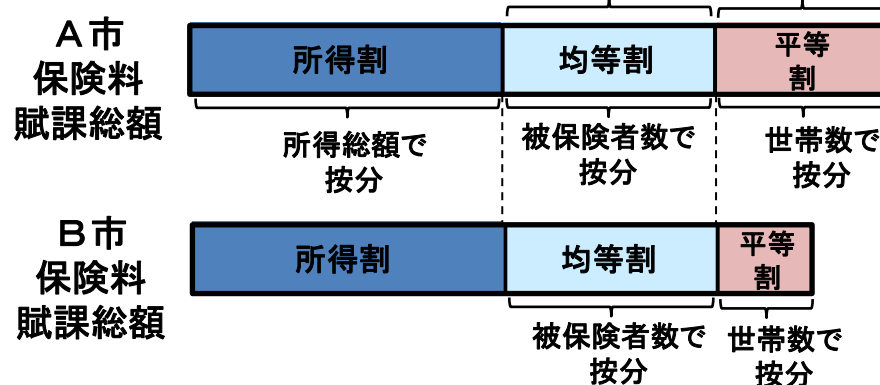 A市
保険料
賦課総額
所得割
均等割
平等
割
所得総額で
按分
被保険者数で
按分
世帯数で
按分
B市
保険料
賦課総額
所得割
均等割
平等
割
被保険者数で
按分
世帯数で
按分